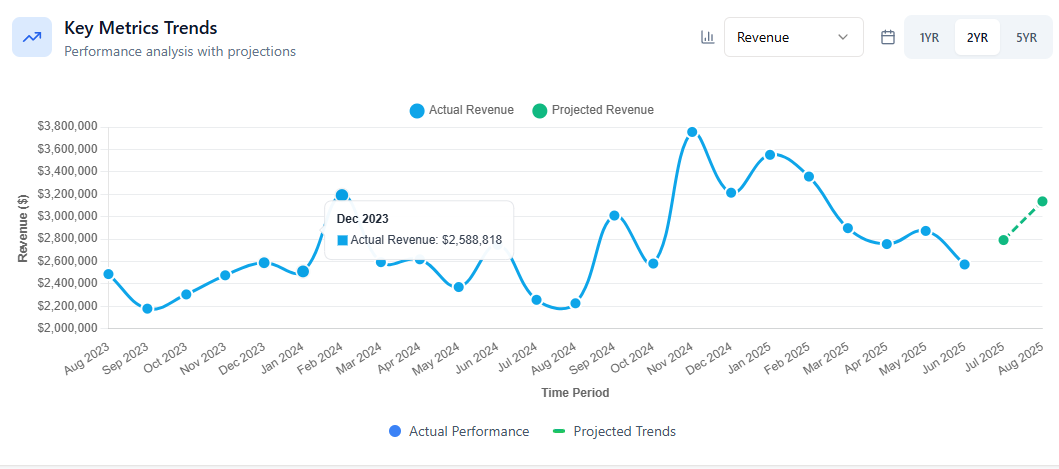 Key Metrics Trends
Performance analysis with projections
Revenue
1YR 2YR 5YR
Actual Revenue Projected Revenue
$3,800,000
$3,600,000
$3,400,000
$3,200,000
$3,000,000
$2,800,000
$2,600,000
$2,400,000
$2,200,000
$2,000,000
Revenue ($)
Dec 2023
Actual Revenue: $2,588,818
Aug 2023 Sep 2023 Oct 2023 Nov 2023 Dec 2023 Jan 2024 Feb 2024 Mar 2024 Apr 2024 May 2024 Jun 2024 Jul 2024 Aug 2024 Sep 2024 Oct 2024 Nov 2024 Dec 2024 Jan 2025 Feb 2025 Mar 2025 Apr 2025 May 2025 Jun 2025 Jul 2025 Aug 2025
Time Period
Actual Performance Projected Trends